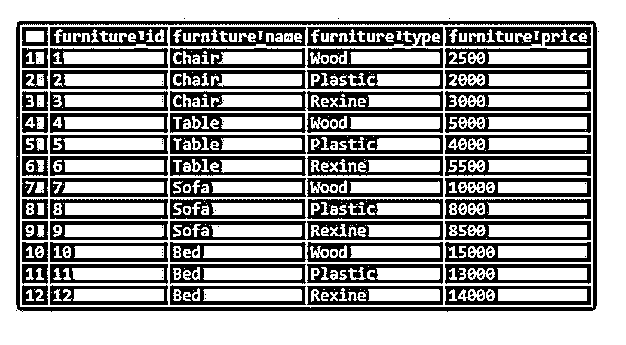 furniture_id furniture_name furniture_type furniture_price
1 1 Chair Wood 2500
2 2 Chair Plastic 2000
3 3 Chair Rexine 3000
4 4 Table Wood 5000
5 5 Table Plastic 4000
6 6 Table Rexine 5500
7 7 Sofa Wood 10000
8 8 Sofa Plastic 8000
9 9 Sofa Rexine 8500
10 10 Bed Wood 15000
11 11 Bed Plastic 13000
12 12 Bed Rexine 14000